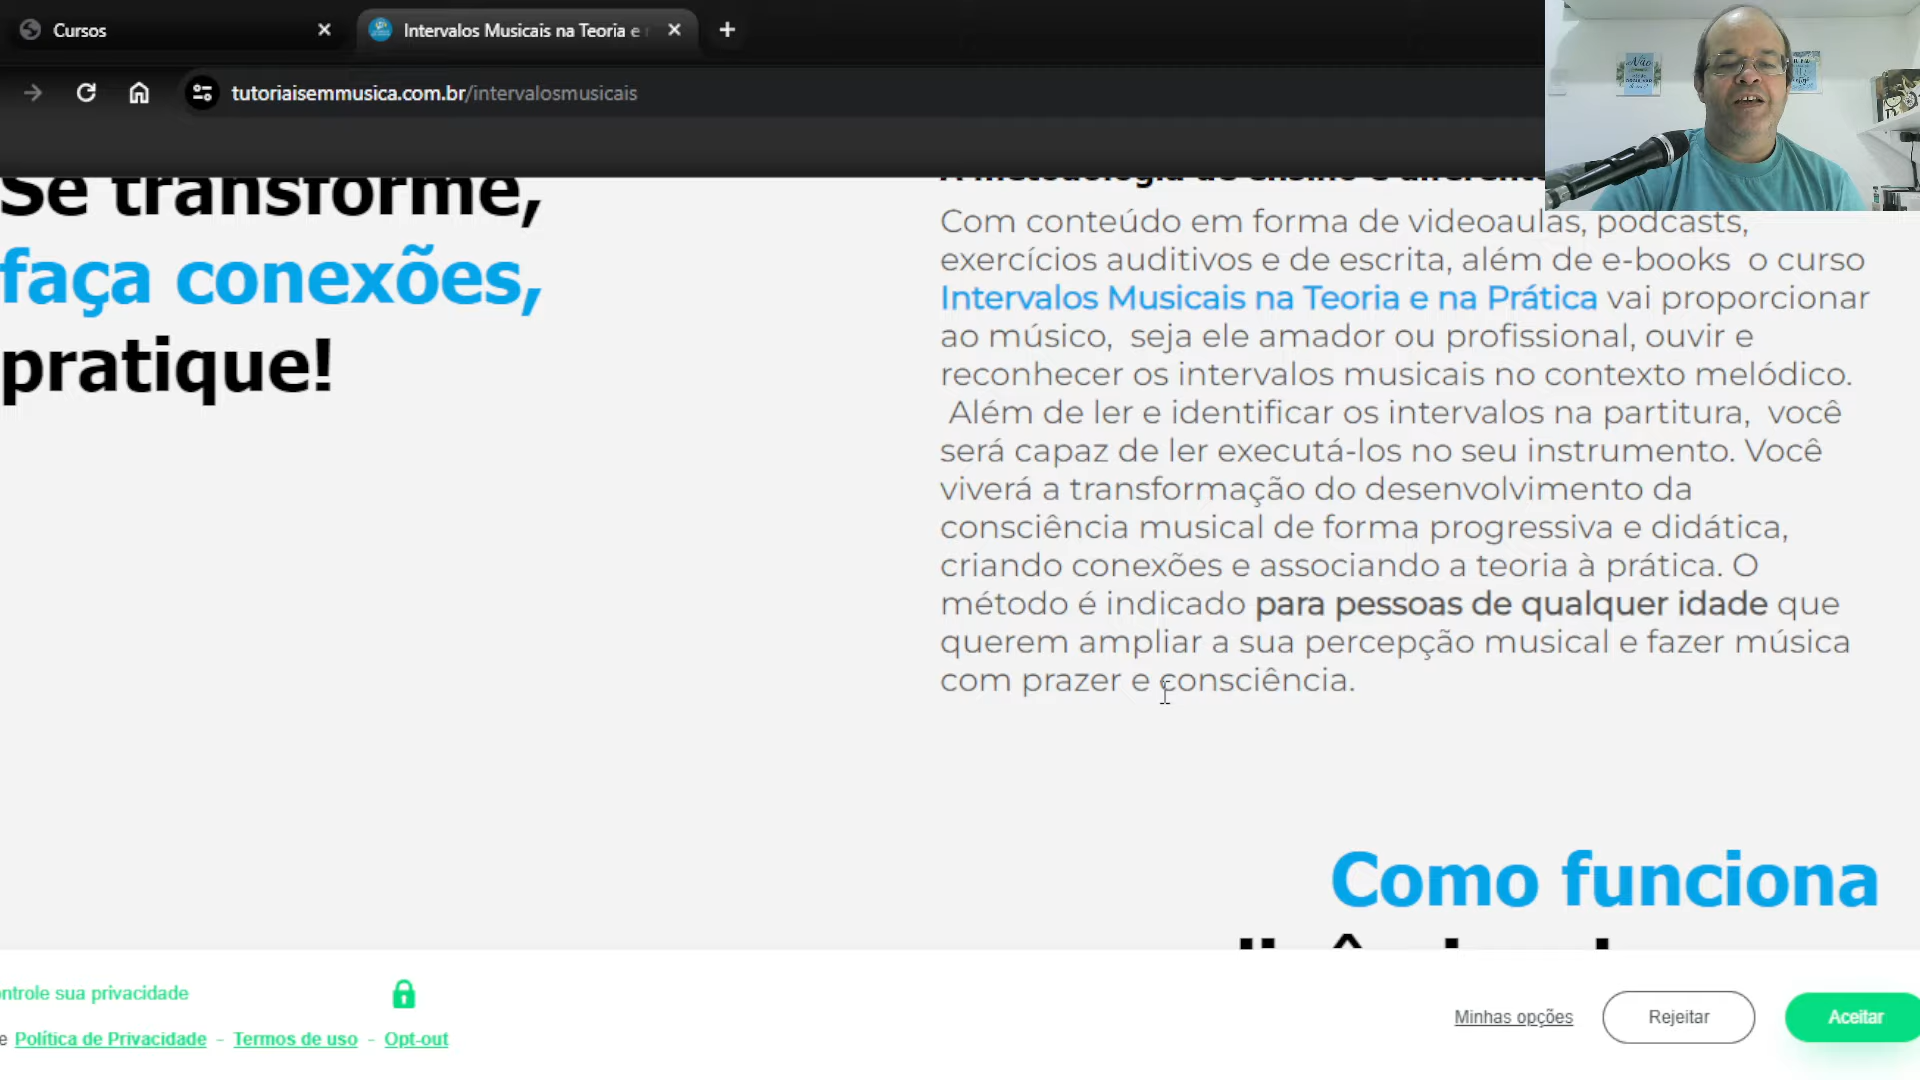 Cursos
Intervalos Musicais na Teoria e
tutoriaisemmusica.com.br/intervalosmusicais
Se transforme,
faça conexões,
pratique!
A metodologia de ensino é
Com conteúdo em forma de videoaulas, podcasts,
exercícios auditivos e de escrita, além de e-books o curso
Intervalos Musicais na Teoria e na Prática vai proporcionar
ao músico, seja ele amador ou profissional, ouvir e
reconhecer os intervalos musicais no contexto melódico.
Além de ler e identificar os intervalos na partitura, você
será capaz de ler executá-los no seu instrumento. Você
viverá a transformação do desenvolvimento da
consciência musical de forma progressiva e didática,
criando conexões e associando a teoria à prática. O
método é indicado para pessoas de qualquer idade que
querem ampliar a sua percepção musical e fazer música
com prazer e consciência.
Como funciona
ontrole sua privacidade
e Política de Privacidade - Termos de uso - Opt-out
Minhas opções
Rejeitar
Aceitar